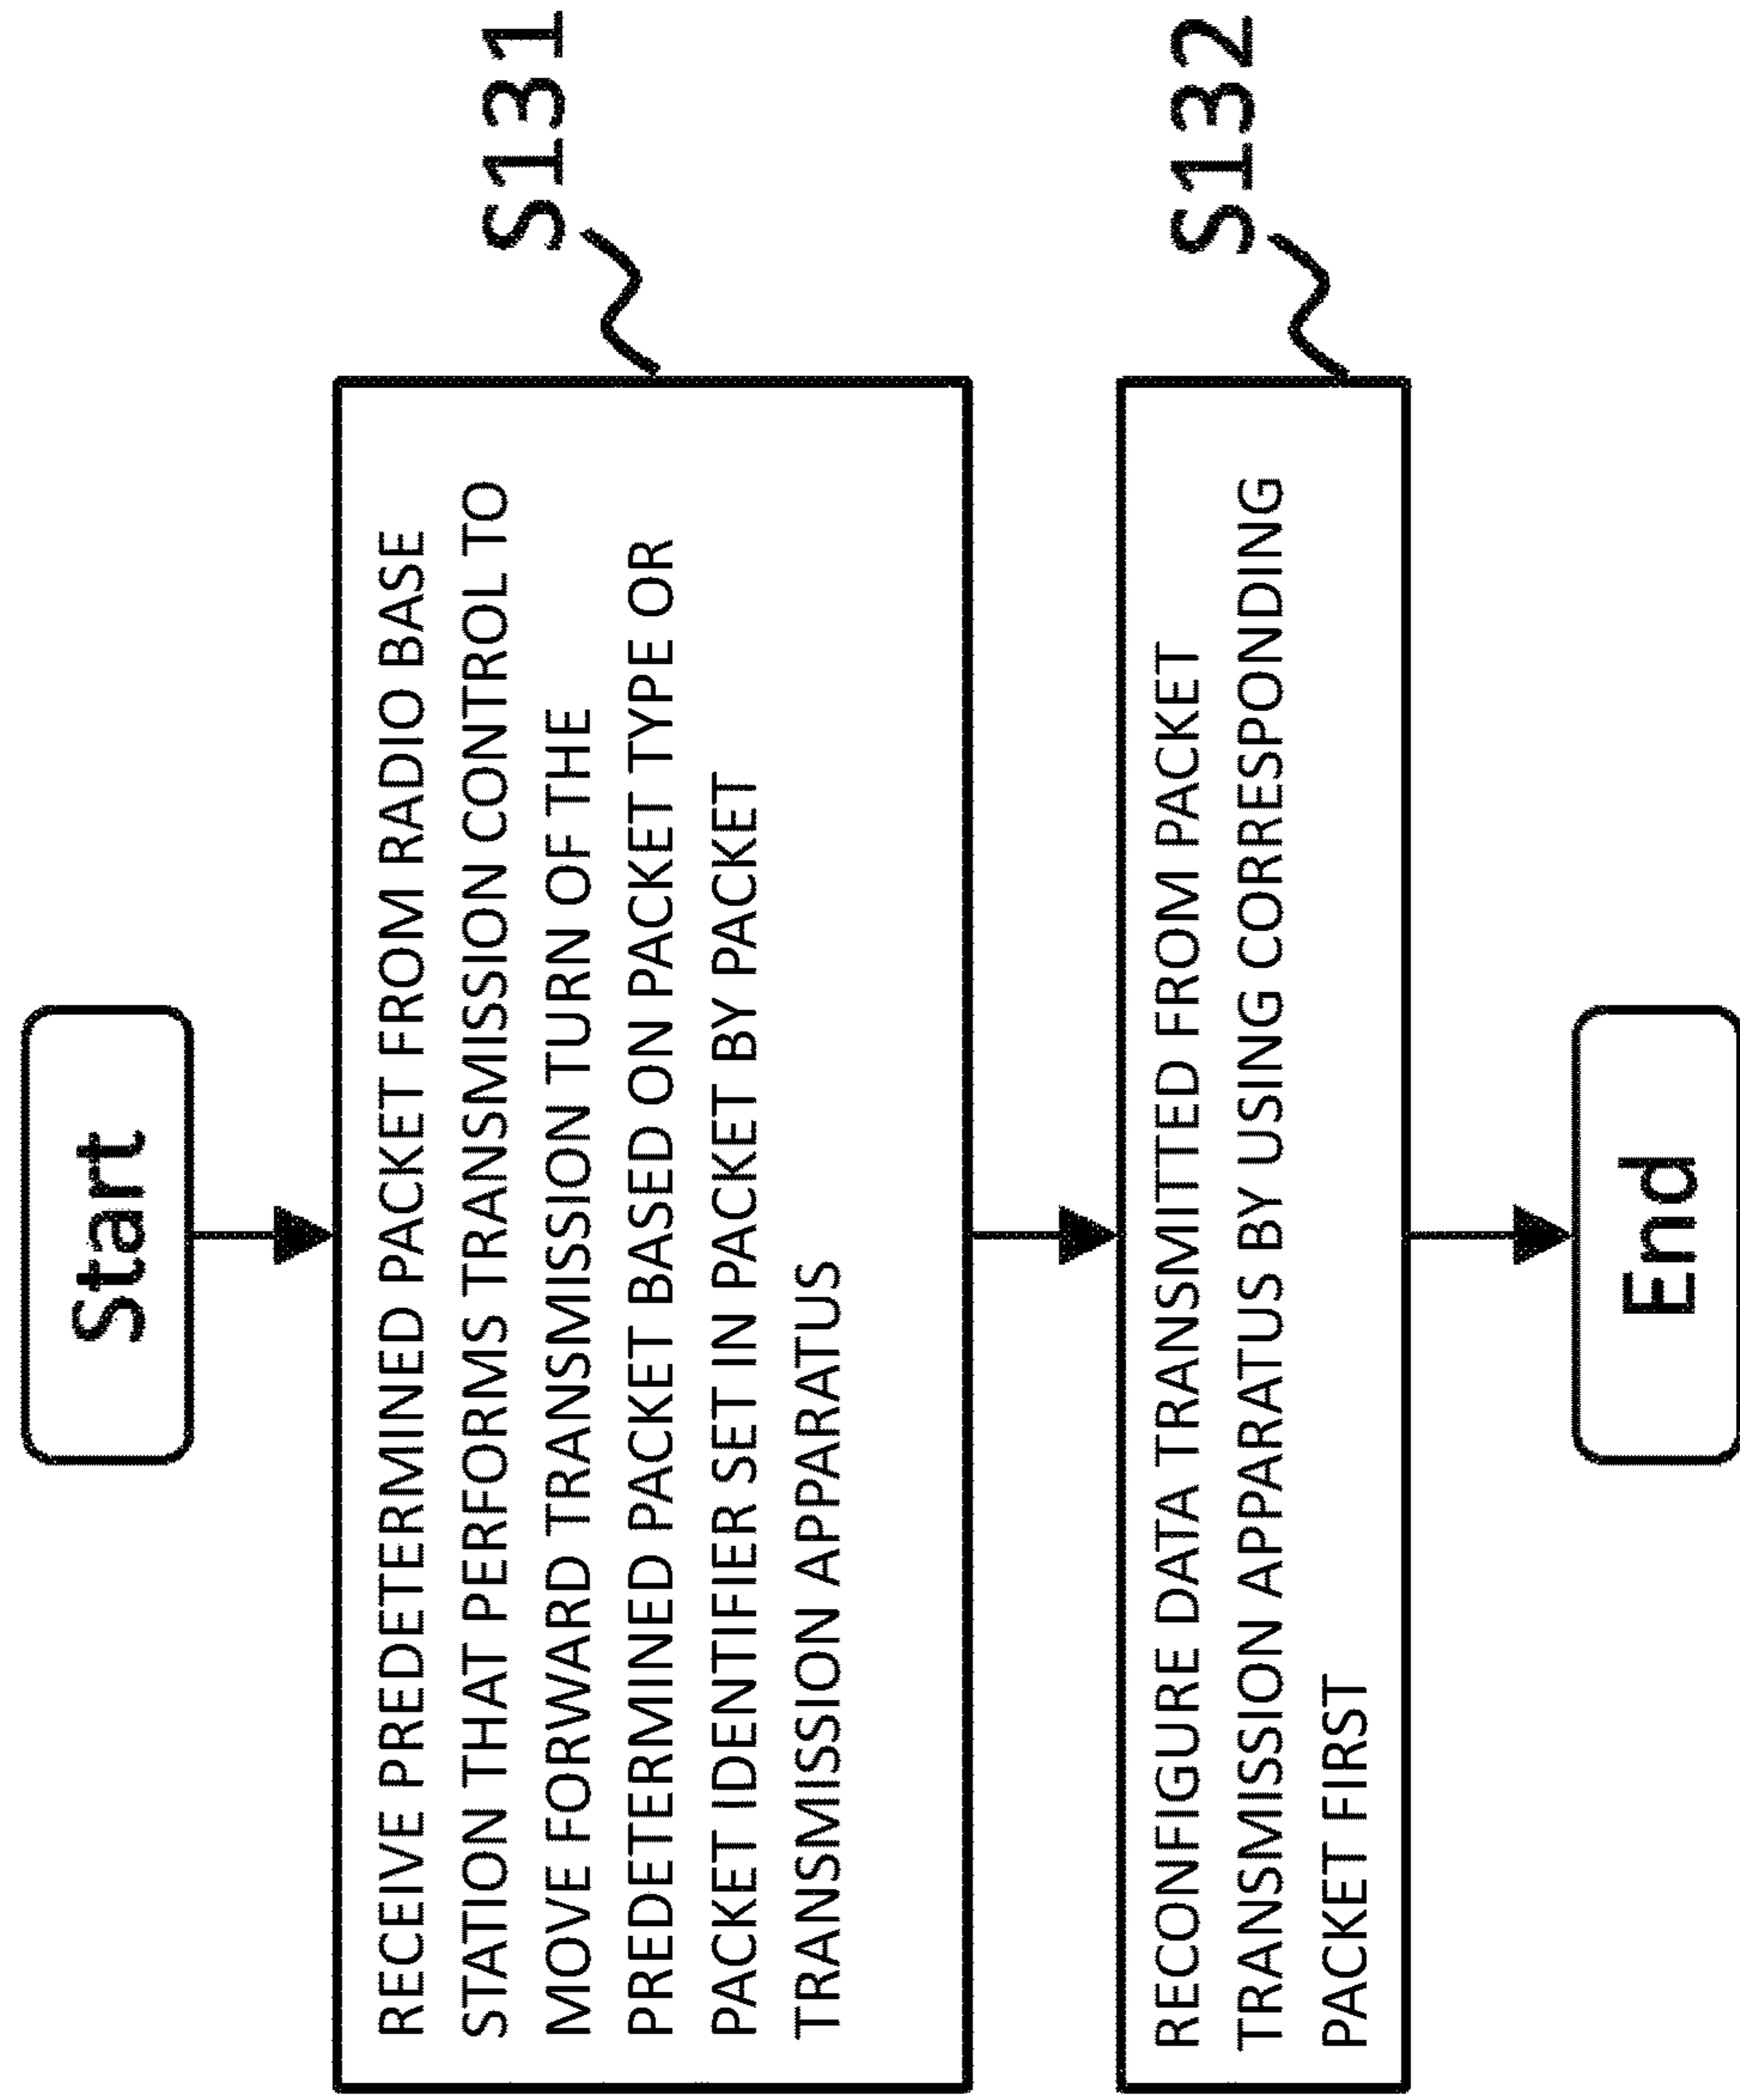 Start
S131
RECEIVE PREDETERMINED PACKET FROM RADIO BASE
STATION THAT PERFORMS TRANSMISSION CONTROL TO
MOVE FORWARD TRANSMISSION TURN OF THE
PREDETERMINED PACKET BASED ON PACKET TYPE OR
PACKET IDENTIFIER SET IN PACKET BY PACKET
TRANSMISSION APPARATUS
S132
RECONFIGURE DATA TRANSMITTED FROM PACKET
TRANSMISSION APPARATUS BY USING CORRESPONDING
PACKET FIRST
End